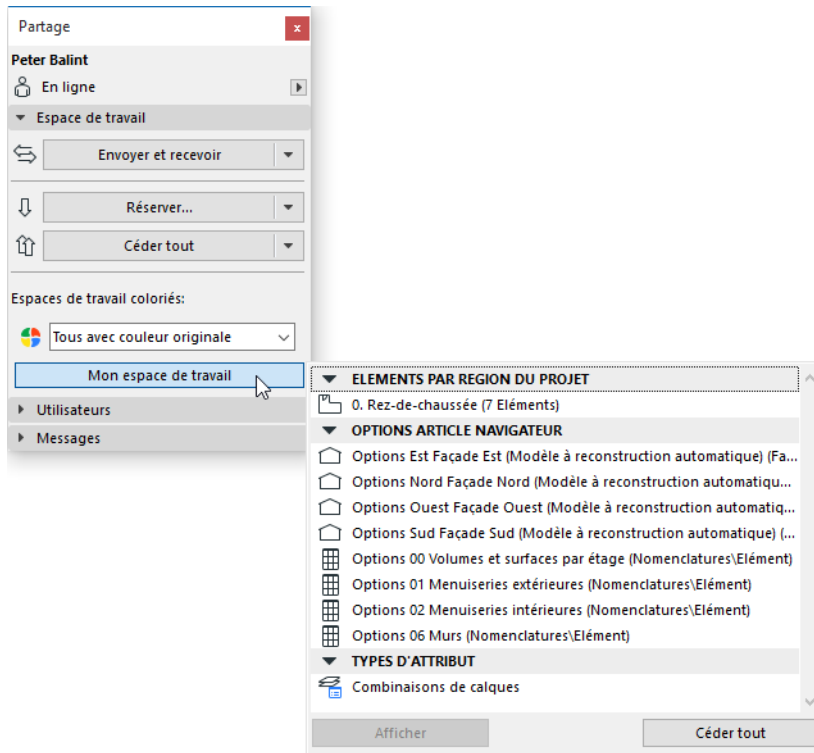 Partage
x
Peter Balint
En ligne
Espace de travail
Envoyer et recevoir
Réserver...
Céder tout
Espaces de travail coloriés:
Tous avec couleur originale
Mon espace de travail
Utilisateurs
Messages
ELEMENTS PAR REGION DU PROJET
0. Rez-de-chaussée (7 Eléments)
OPTIONS ARTICLE NAVIGATEUR
Options Est Façade Est (Modèle à reconstruction automatique) (Fa...
Options Nord Façade Nord (Modèle à reconstruction automatiqu...
Options Ouest Façade Ouest (Modèle à reconstruction automatiq...
Options Sud Façade Sud (Modèle à reconstruction automatique) (...
Options 00 Volumes et surfaces par étage (Nomenclatures\Elément)
Options 01 Menuiseries extérieures (Nomenclatures\Elément)
Options 02 Menuiseries intérieures (Nomenclatures\Elément)
Options 06 Murs (Nomenclatures\Elément)
TYPES D'ATTRIBUT
Combinaisons de calques
Afficher
Céder tout